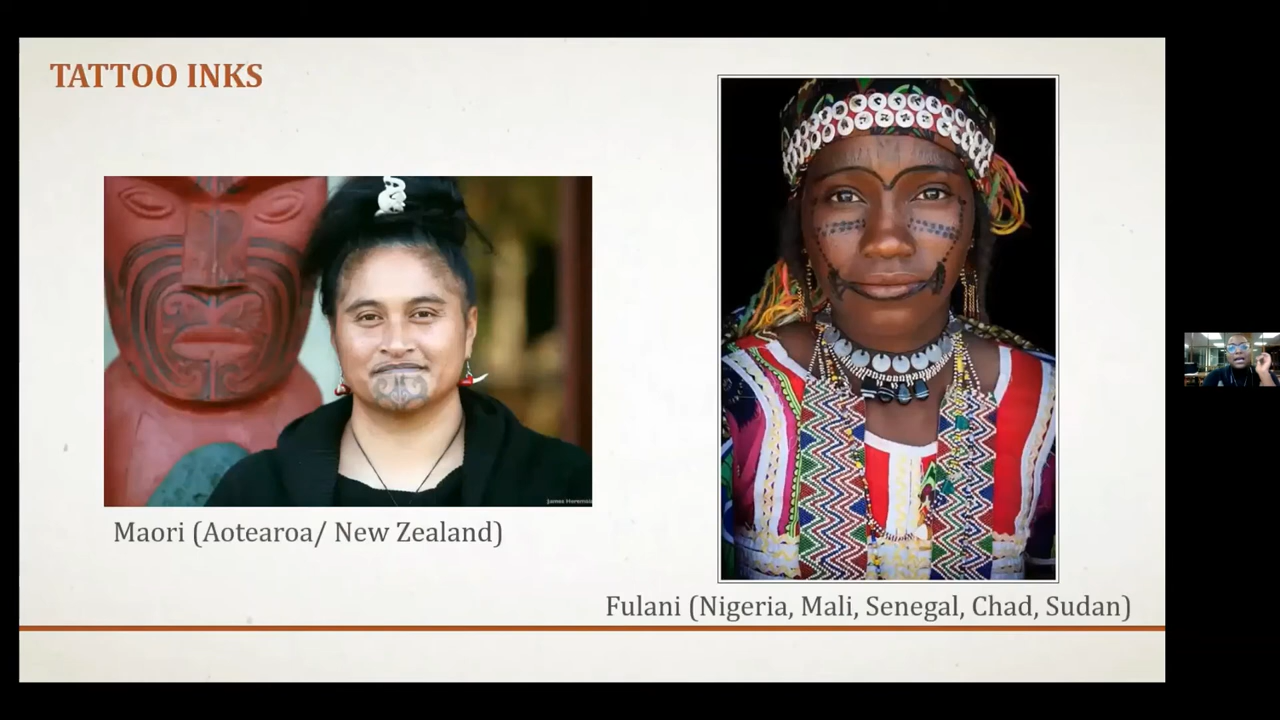 TATTOO INKS
Maori (Aotearoa/ New Zealand)
Fulani (Nigeria, Mali, Senegal, Chad, Sudan)